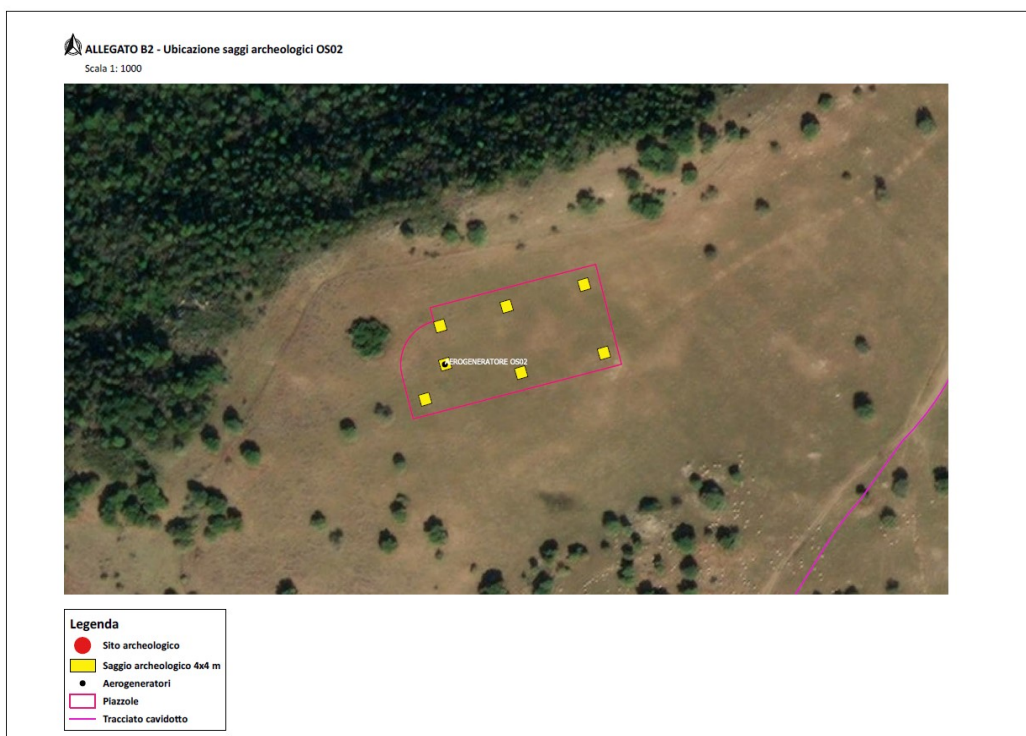 ALLEGATO B2 - Ubicazione saggi archeologici OS02
Scala 1: 1000
AEROGENERATORE OS02
Legenda
Sito archeologico
Saggio archeologico 4x4 m
Aerogeneratori
Piazzole
Tracciato cavidotto